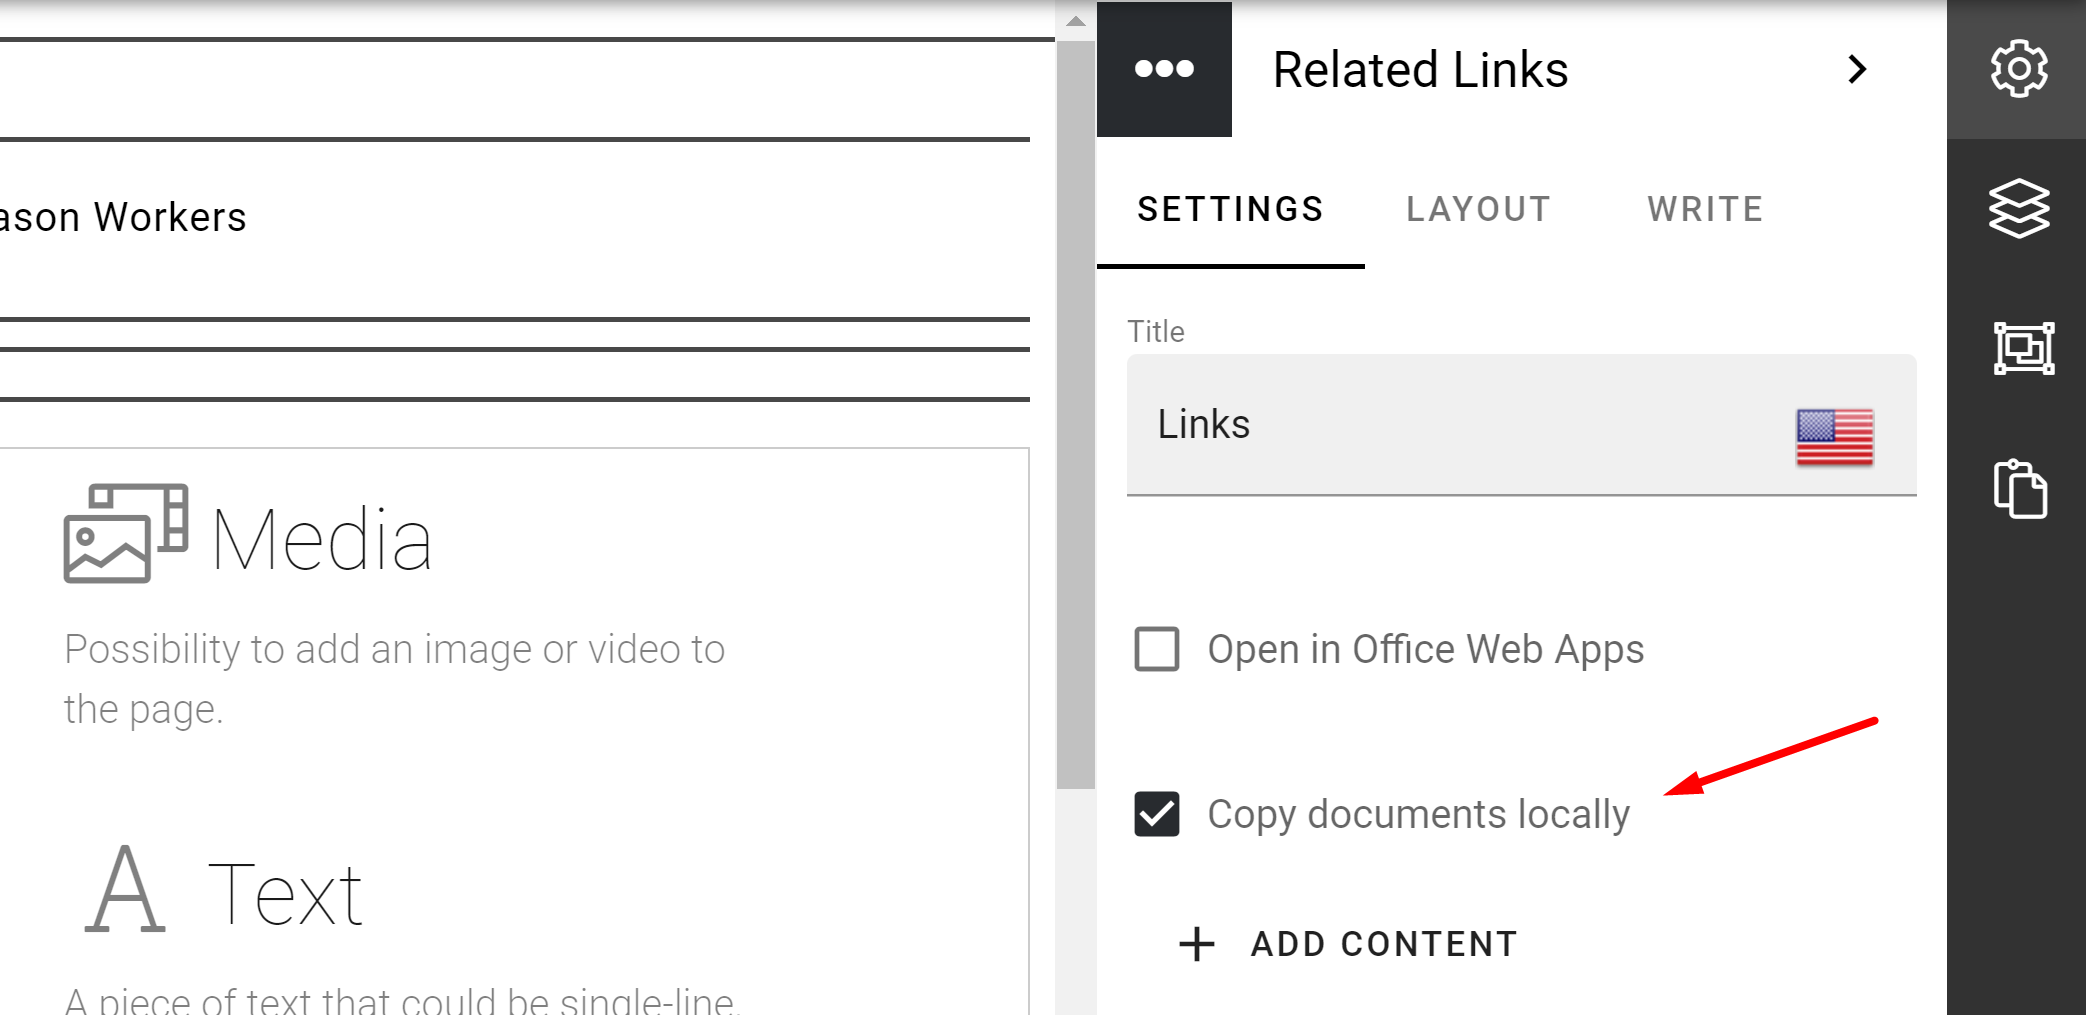 Workers
Media
Possibility to add an image or video to
the page.
Text
A piece of text that could be single-line,
Related Links
SETTINGS LAYOUT WRITE
Title
Links
Open in Office Web Apps
Copy documents locally
ADD CONTENT